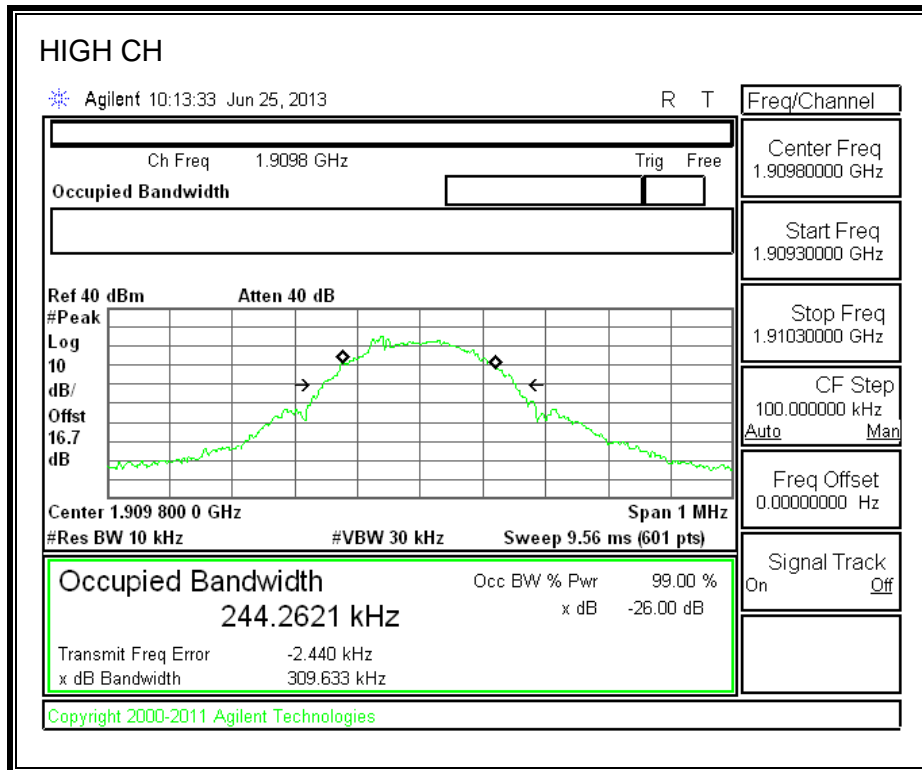 HIGH CH
Agilent 10:13:33 Jun 25, 2013 R T
Freq/Channel
Ch Freq 1.9098 GHz Trig Free
Occupied Bandwidth
Center Freq
1.90980000 GHz
Start Freq
1.90930000 GHz
Stop Freq
1.91030000 GHz
CF Step
100.000000 kHz
Auto Man
Freq Offset
0.00000000 Hz
Signal Track
On Off
Ref 40 dBm Atten 40 dB
#Peak
Log
10
dB/
Offst
16.7
dB
Center 1.909 800 0 GHz Span 1 MHz
#Res BW 10 kHz #VBW 30 kHz Sweep 9.56 ms (601 pts)
Occupied Bandwidth
244.2621 kHz
Occ BW % Pwr 99.00 %
x dB -26.00 dB
Transmit Freq Error -2.440 kHz
x dB Bandwidth 309.633 kHz
Copyright 2000-2011 Agilent Technologies